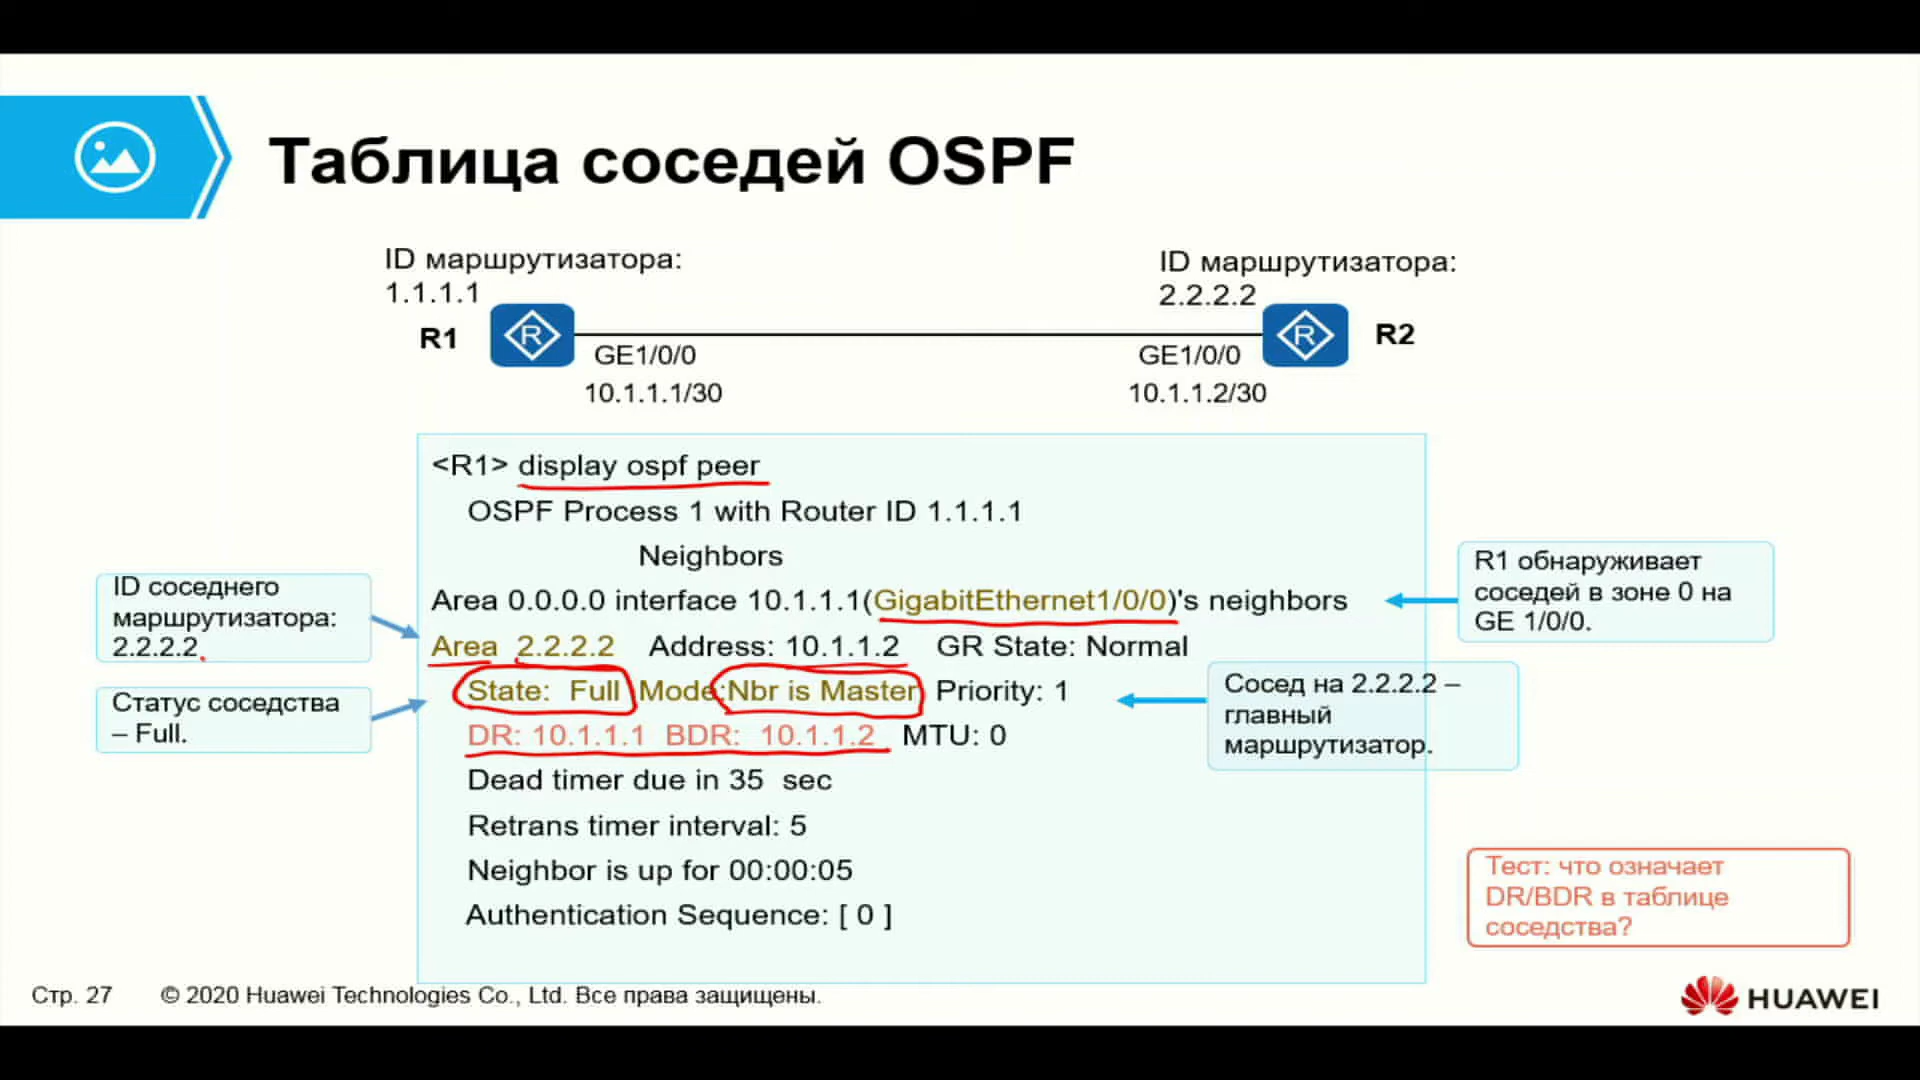 Таблица соседей OSPF
ID маршрутизатора:
1.1.1.1
ID маршрутизатора:
2.2.2.2
R1
R
R
R2
GE1/0/0
GE1/0/0
10.1.1.1/30
10.1.1.2/30
<R1> display ospf peer
OSPF Process 1 with Router ID 1.1.1.1
Neighbors
Area 0.0.0.0 interface 10.1.1.1(GigabitEthernet1/0/0)'s neighbors
Area 2.2.2.2 Address: 10.1.1.2 GR State: Normal
State: Full Mode:Nbr is Master Priority: 1
DR: 10.1.1.1 BDR: 10.1.1.2 MTU: 0
Dead timer due in 35 sec
Retrans timer interval: 5
Neighbor is up for 00:00:05
Authentication Sequence: [ 0 ]
ID соседнего
маршрутизатора:
2.2.2.2.
Статус соседства
– Full.
R1 обнаруживает
соседей в зоне 0 на
GE 1/0/0.
Сосед на 2.2.2.2 –
главный
маршрутизатор.
Тест: что означает
DR/BDR в таблице
соседства?
Стр. 27 © 2020 Huawei Technologies Co., Ltd. Все права защищены.
HUAWEI